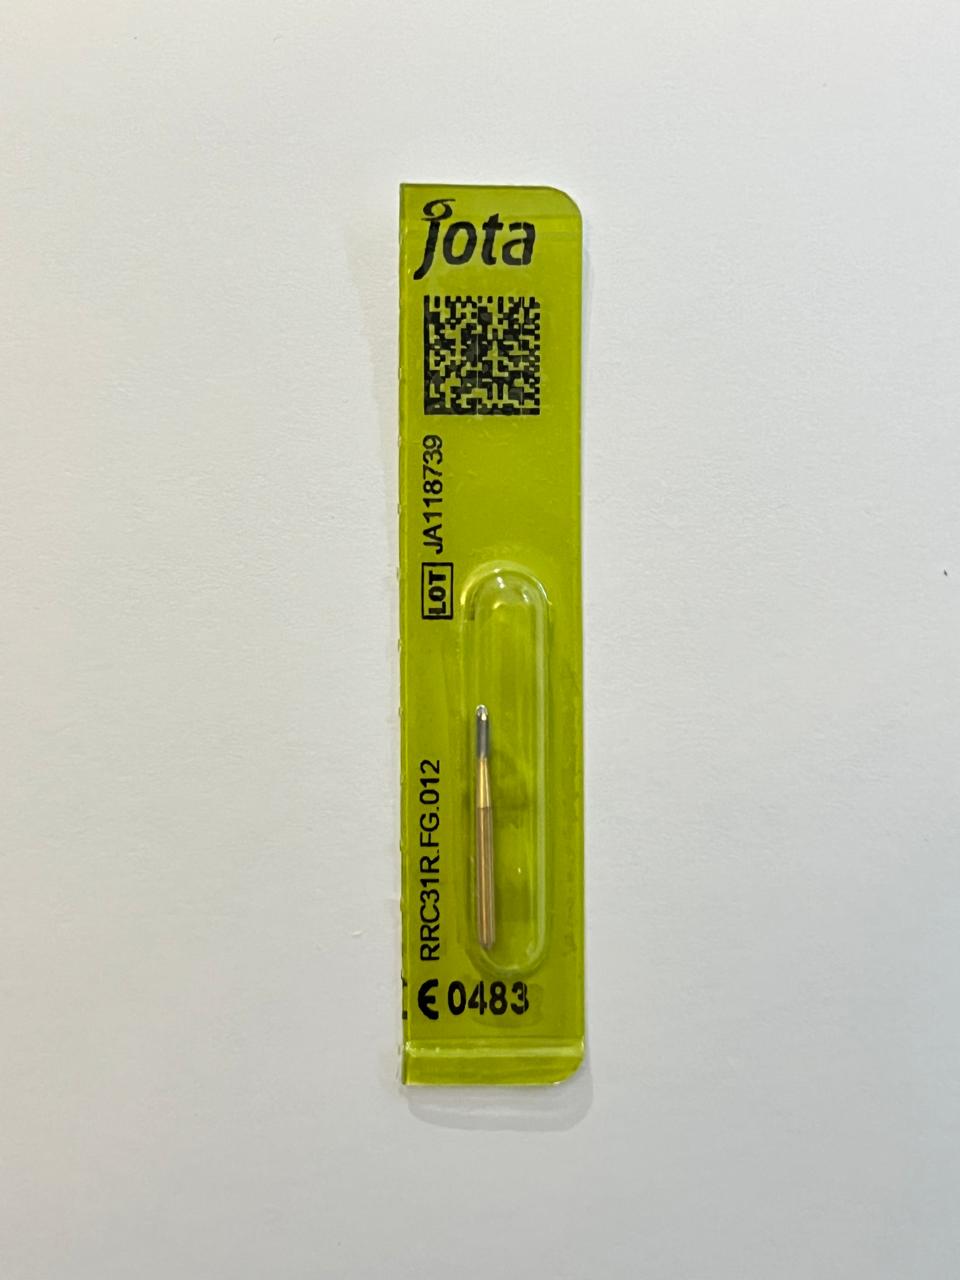 jota
LOT JA118739
RRC31R.FG.012
CE 0483